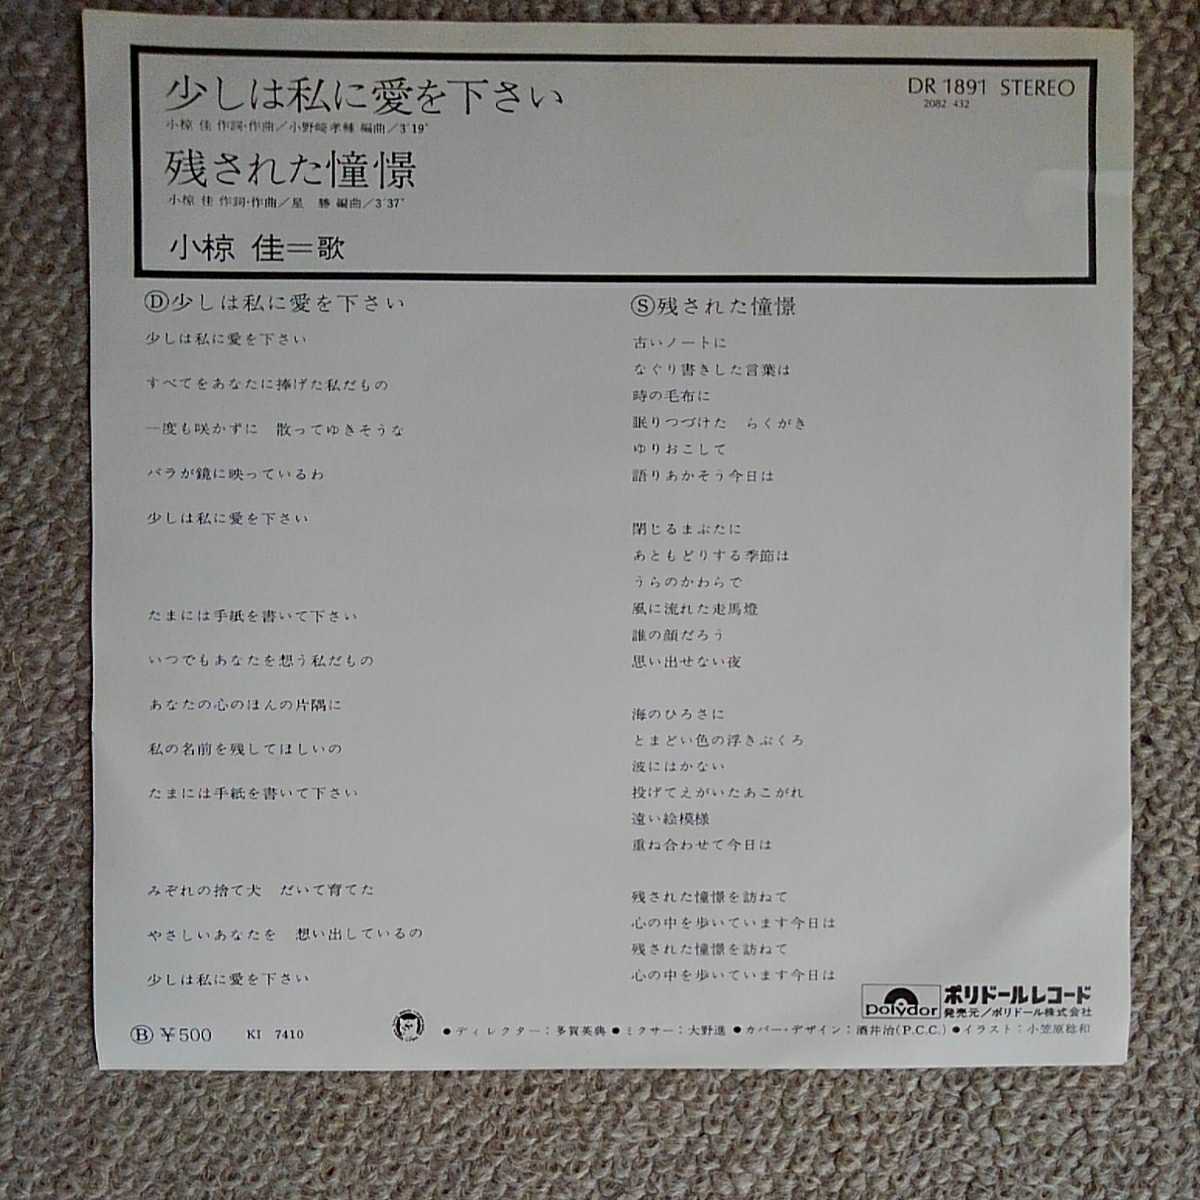 少しは私に愛を下さい
小椋 佳 作詞・作曲／小野崎孝輔 編曲／3'19"
残された憧憬
小椋 佳 作詞・作曲／星 勝 編曲／3'37"
小椋 佳＝歌
DR 1891 STEREO
2082 432
Ⓓ少しは私に愛を下さい
少しは私に愛を下さい
すべてをあなたに捧げた私だもの
一度も咲かずに　散ってゆきそうな
バラが鏡に映っているわ
少しは私に愛を下さい
たまには手紙を書いて下さい
いつでもあなたを想う私だもの
あなたの心のほんの片隅に
私の名前を残してほしいの
たまには手紙を書いて下さい
みぞれの捨て犬　だいて育てた
やさしいあなたを　想い出しているの
少しは私に愛を下さい
Ⓢ残された憧憬
古いノートに
なぐり書きした言葉は
時の毛布に
眠りつづけた　らくがき
ゆりおこして
語りあかそう今日は
閉じるまぶたに
あともどりする季節は
うらのかわらで
風に流れた走馬燈
誰の顔だろう
思い出せない夜
海のひろさに
とまどい色の浮きぶくろ
波にはかない
投げてえがいたあこがれ
遠い絵模様
重ね合わせて今日は
残された憧憬を訪ねて
心の中を歩いています今日は
残された憧憬を訪ねて
心の中を歩いています今日は
polydor
ポリドールレコード
発売元／ポリドール株式会社
Ⓑ ¥500 KI 7410
●ディレクター：多賀英典 ●ミクサー：大野進 ●カバー・デザイン：酒井治(P.C.C.) ●イラスト：小笠原稔和